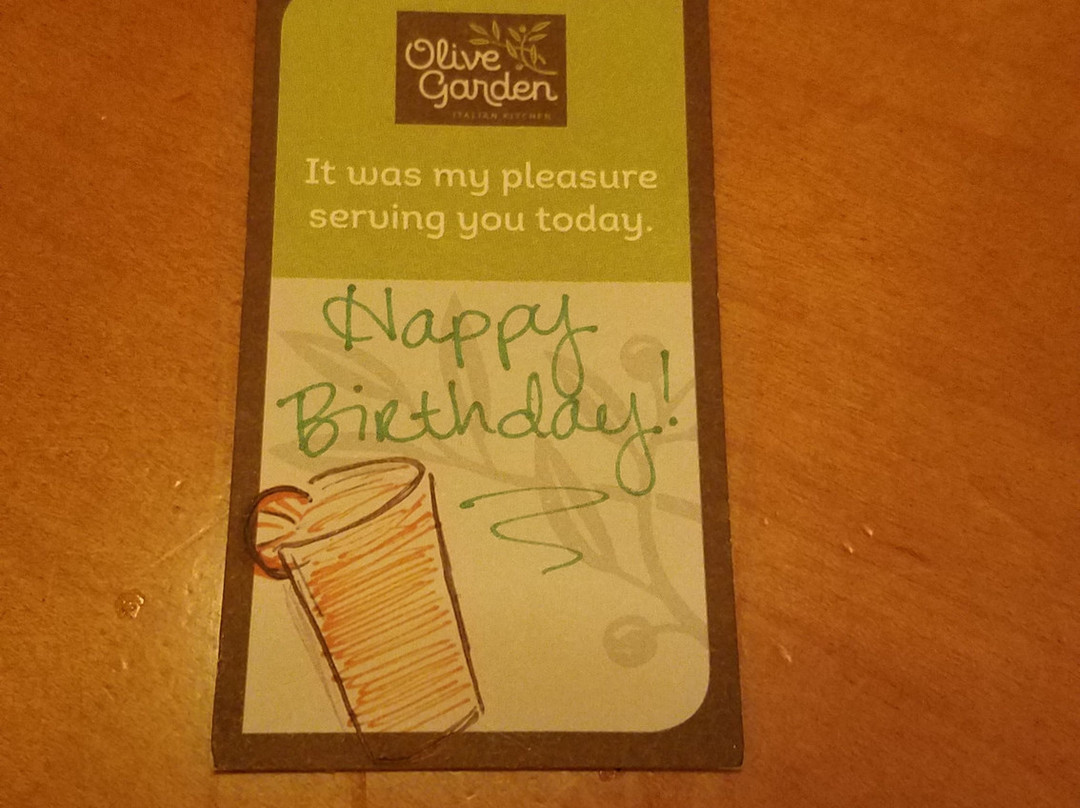 Olive
Garden
ITALIAN KITCHEN
It was my pleasure
serving you today.
Happy
Birthday!